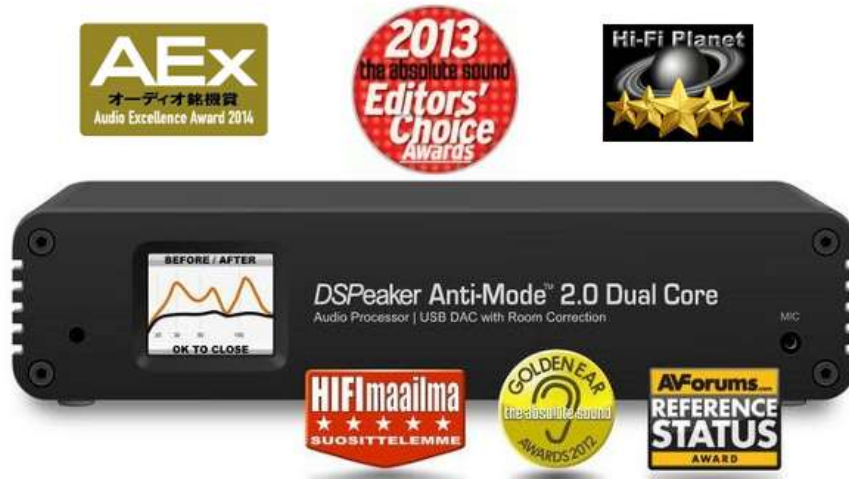 AEx
オーディオ銘機賞
Audio Excellence Award 2014
2013
the absolute sound
Editors'
Choice
Awards
Hi-Fi Planet
BEFORE / AFTER
OK TO CLOSE
DSPeaker Anti-Mode™ 2.0 Dual Core
Audio Processor | USB DAC with Room Correction
MIC
HIFImaailma
SUOSITTELEMME
GOLDEN EAR
the absolute sound
AWARDS 2012
AVForums.com
REFERENCE
STATUS
AWARD